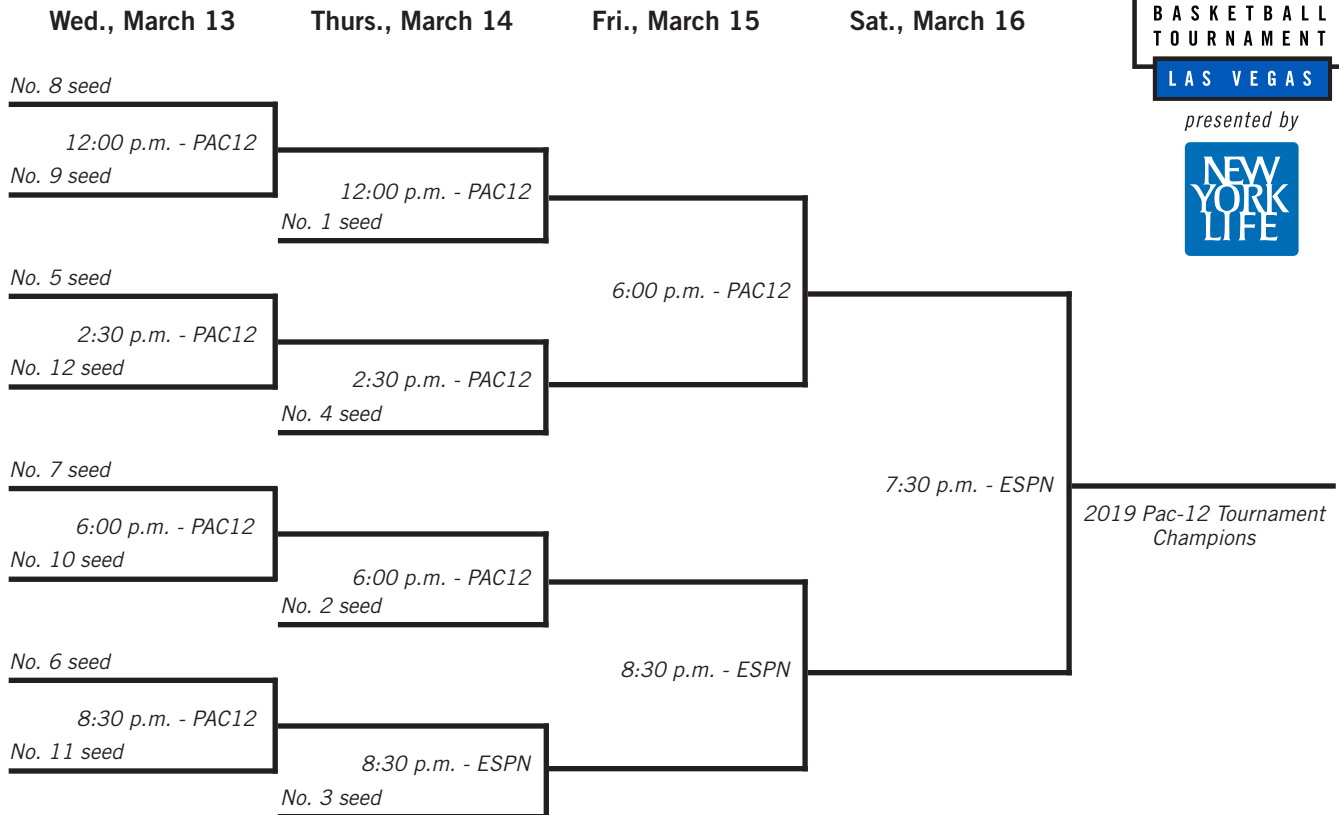 Wed., March 13
Thurs., March 14
Fri., March 15
Sat., March 16
BASKETBALL
TOURNAMENT
LAS VEGAS
presented by
NEW
YORK
LIFE
No. 8 seed
12:00 p.m. - PAC12
No. 9 seed
12:00 p.m. - PAC12
No. 1 seed
No. 5 seed
2:30 p.m. - PAC12
No. 12 seed
2:30 p.m. - PAC12
No. 4 seed
6:00 p.m. - PAC12
No. 7 seed
6:00 p.m. - PAC12
No. 10 seed
6:00 p.m. - PAC12
No. 2 seed
No. 6 seed
8:30 p.m. - PAC12
No. 11 seed
8:30 p.m. - ESPN
No. 3 seed
8:30 p.m. - ESPN
7:30 p.m. - ESPN
2019 Pac-12 Tournament
Champions